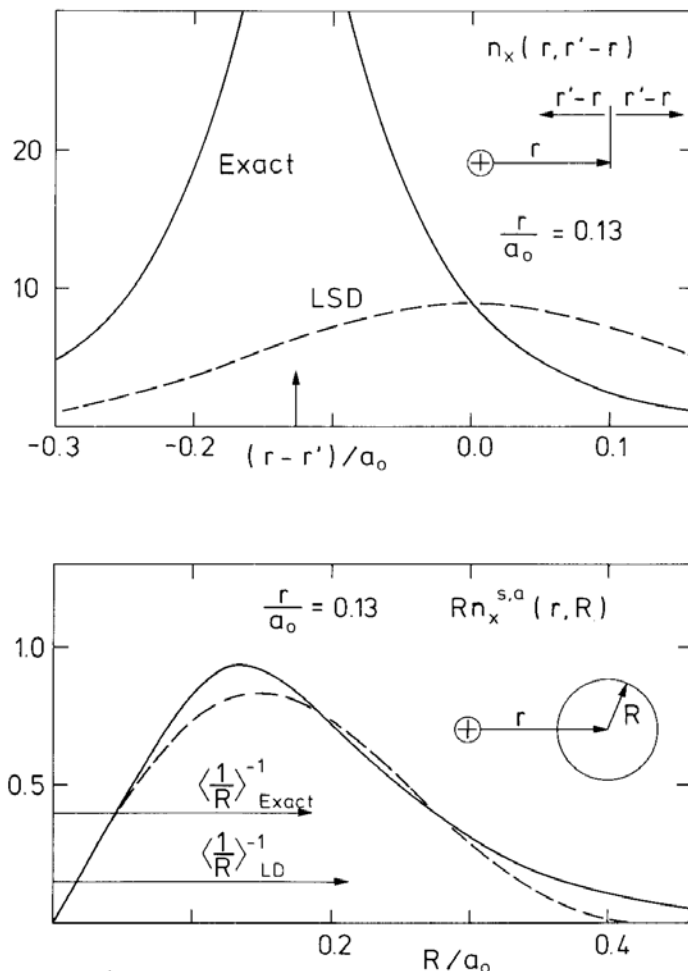 n_x(r, r'-r)
r'-r r'-r
20
Exact
r
r/a_o = 0.13
10
LSD
-0.3 -0.2 0.0 0.1
(r-r')/a_o
r/a_o = 0.13 R n_x^{s,a}(r,R)
1.0
r
R
0.5
⟨1/R⟩^{-1} Exact
⟨1/R⟩^{-1} LD
0.2 0.4
R/a_o